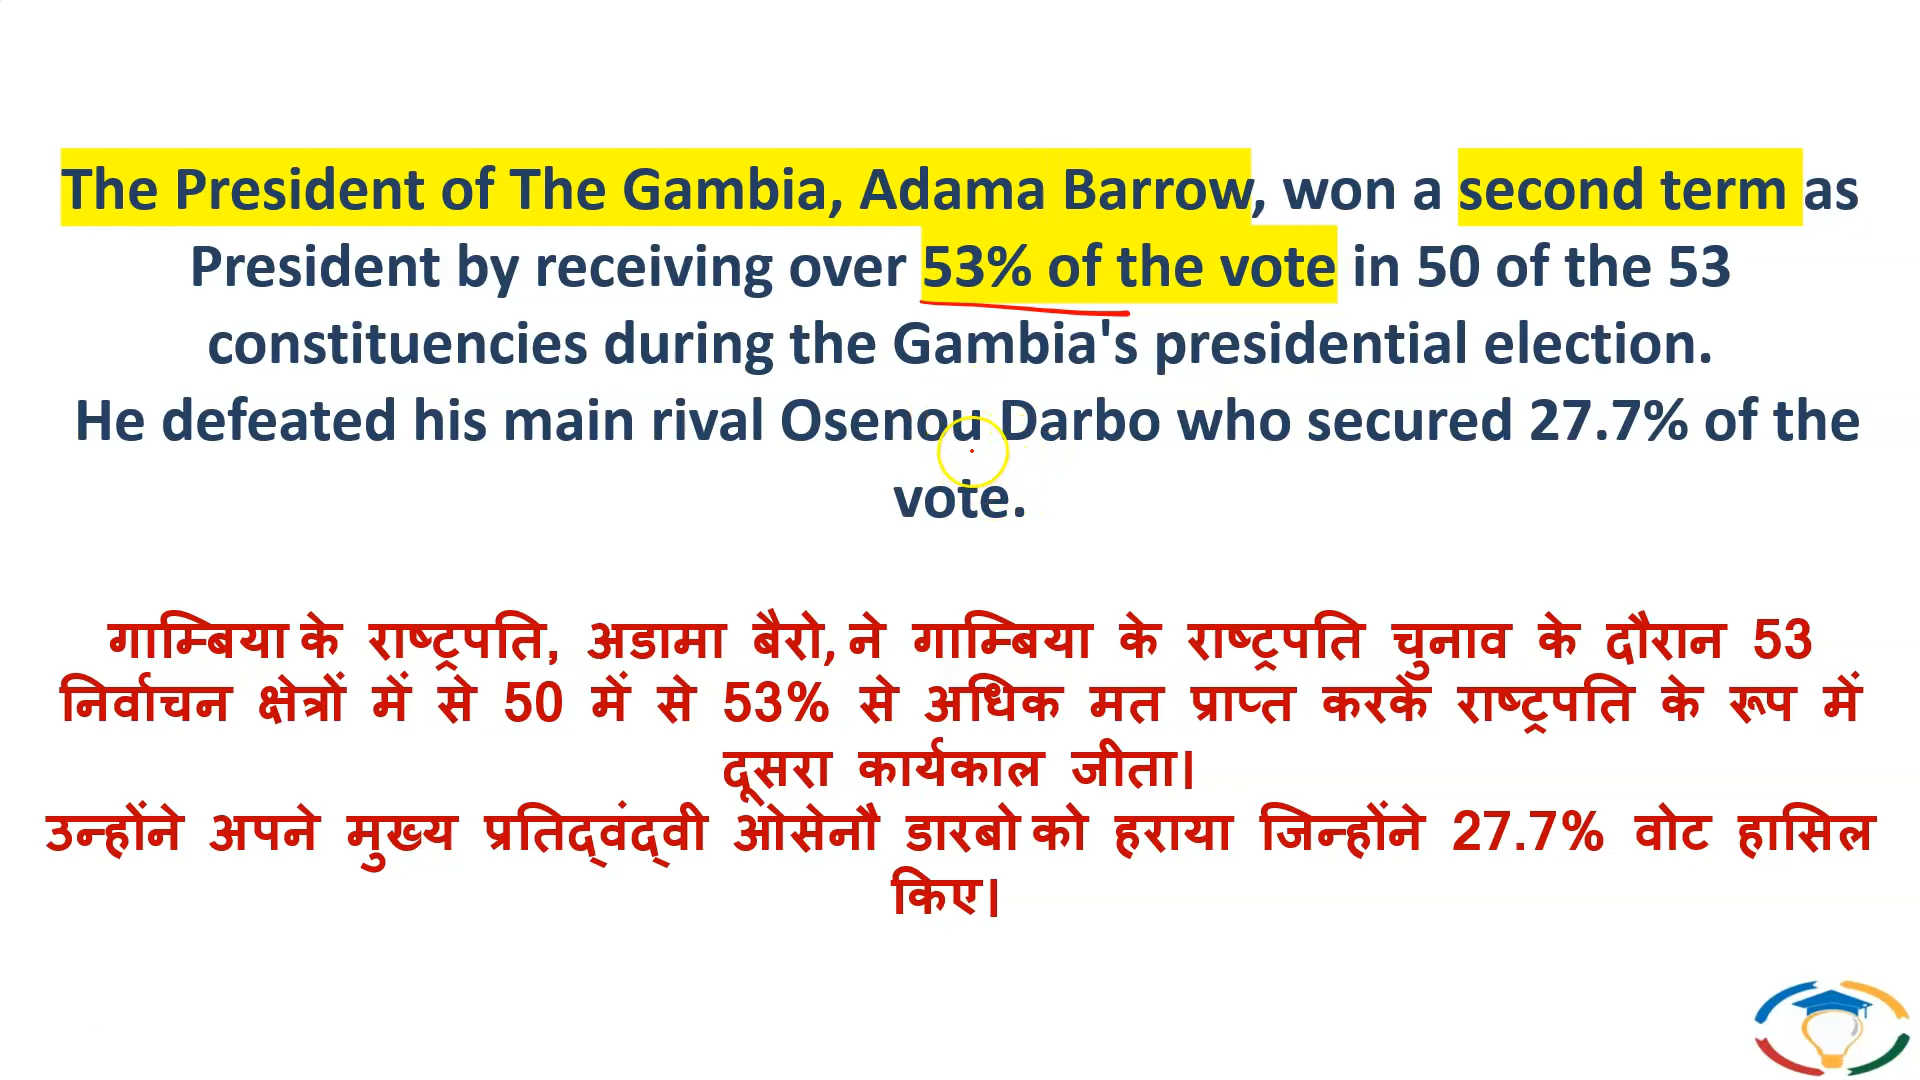 The President of The Gambia, Adama Barrow, won a second term as
President by receiving over 53% of the vote in 50 of the 53
constituencies during the Gambia's presidential election.
He defeated his main rival Osenou Darbo who secured 27.7% of the
vote.
गाम्बिया के राष्ट्रपति, अडामा बैरो, ने गाम्बिया के राष्ट्रपति चुनाव के दौरान 53
निर्वाचन क्षेत्रों में से 50 में से 53% से अधिक मत प्राप्त करके राष्ट्रपति के रूप में
दूसरा कार्यकाल जीता।
उन्होंने अपने मुख्य प्रतिद्वंद्वी ओसेनौ डारबो को हराया जिन्होंने 27.7% वोट हासिल
किए।